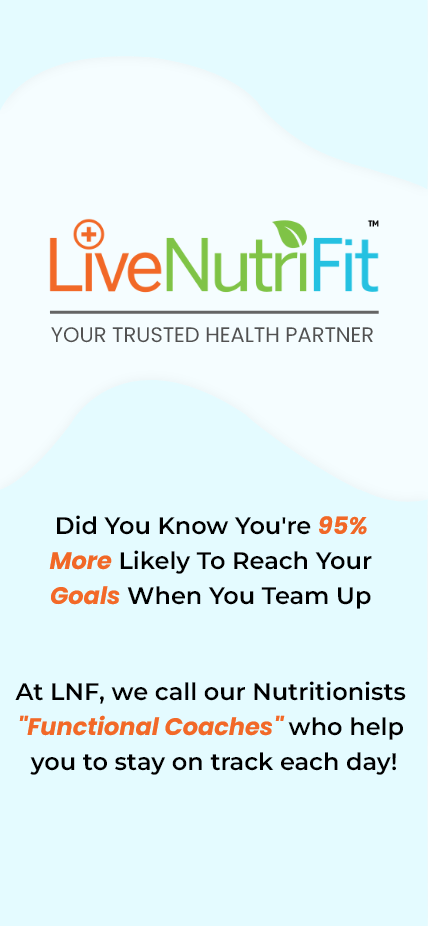 LiveNutriFit™
YOUR TRUSTED HEALTH PARTNER
Did You Know You're 95%
More Likely To Reach Your
Goals When You Team Up
At LNF, we call our Nutritionists
"Functional Coaches" who help
you to stay on track each day!